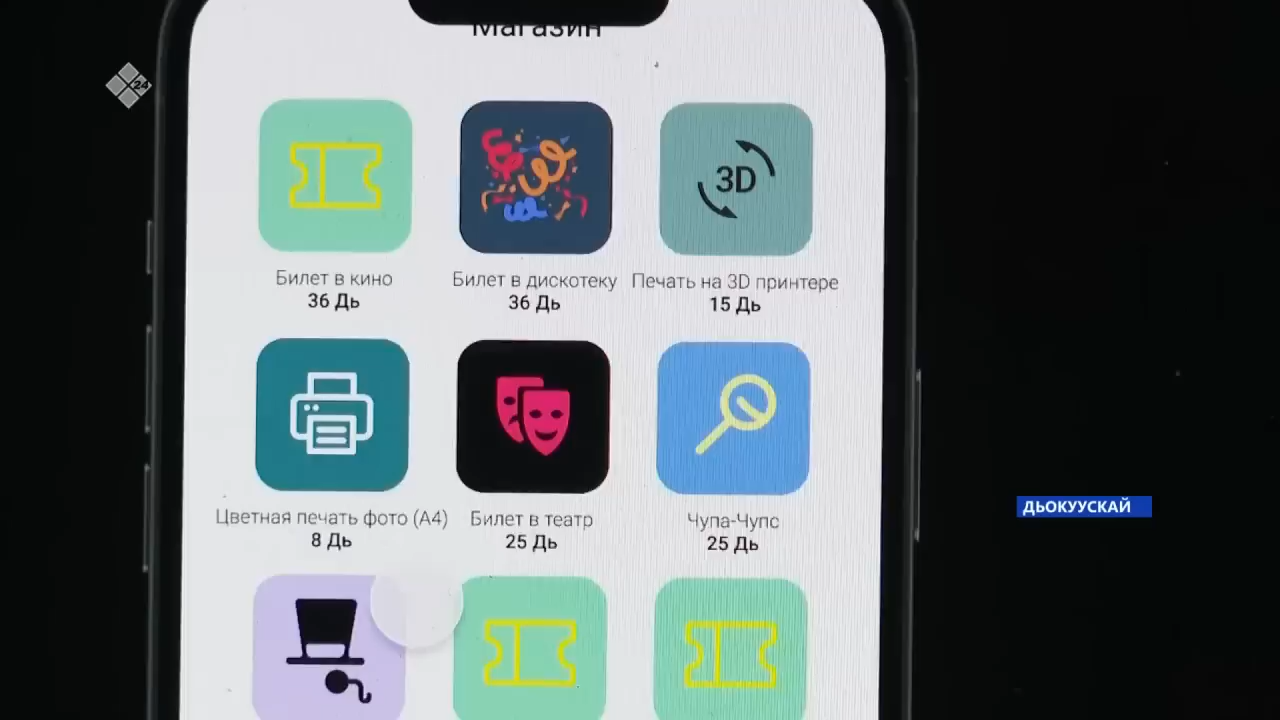 Магазин
24
Билет в кино
36 Дь
Билет в дискотеку
36 Дь
3D
Печать на 3D принтере
15 Дь
Цветная печать фото (А4)
8 Дь
Билет в театр
25 Дь
Чупа-Чупс
25 Дь
ДЬОКУУСКАЙ